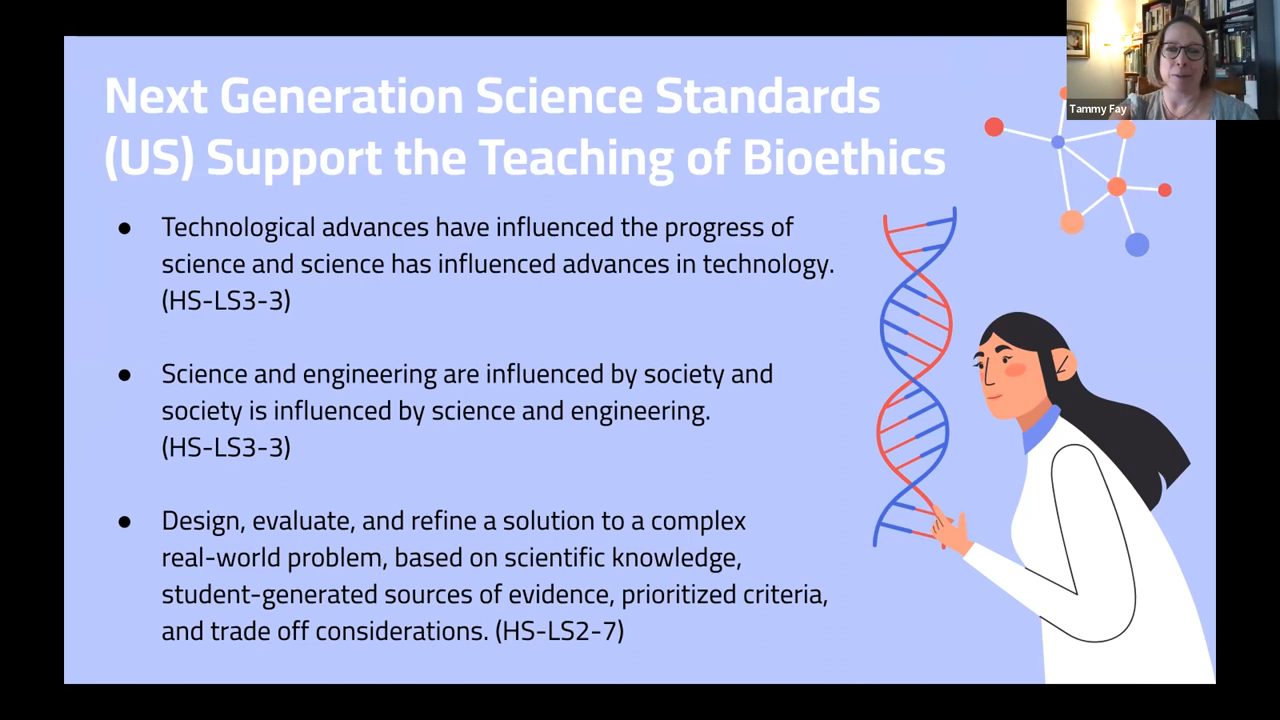 Next Generation Science Standards
(US) Support the Teaching of Bioethics
● Technological advances have influenced the progress of
science and science has influenced advances in technology.
(HS-LS3-3)
● Science and engineering are influenced by society and
society is influenced by science and engineering.
(HS-LS3-3)
● Design, evaluate, and refine a solution to a complex
real-world problem, based on scientific knowledge,
student-generated sources of evidence, prioritized criteria,
and trade off considerations. (HS-LS2-7)
Tammy Fay